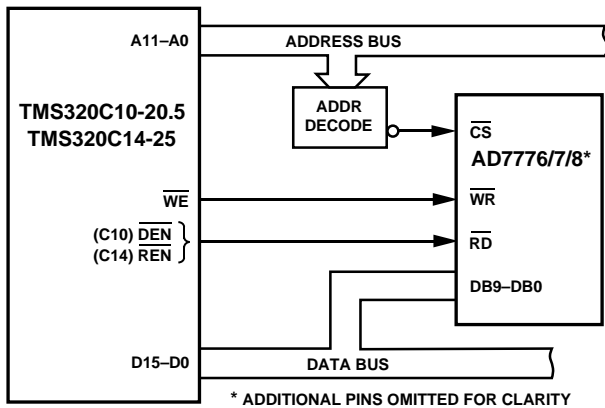 A11–A0
ADDRESS BUS
ADDR
DECODE
TMS320C10-20.5
TMS320C14-25
CS
AD7776/7/8*
WE
WR
(C10) DEN
(C14) REN
RD
DB9–DB0
D15–D0
DATA BUS
* ADDITIONAL PINS OMITTED FOR CLARITY